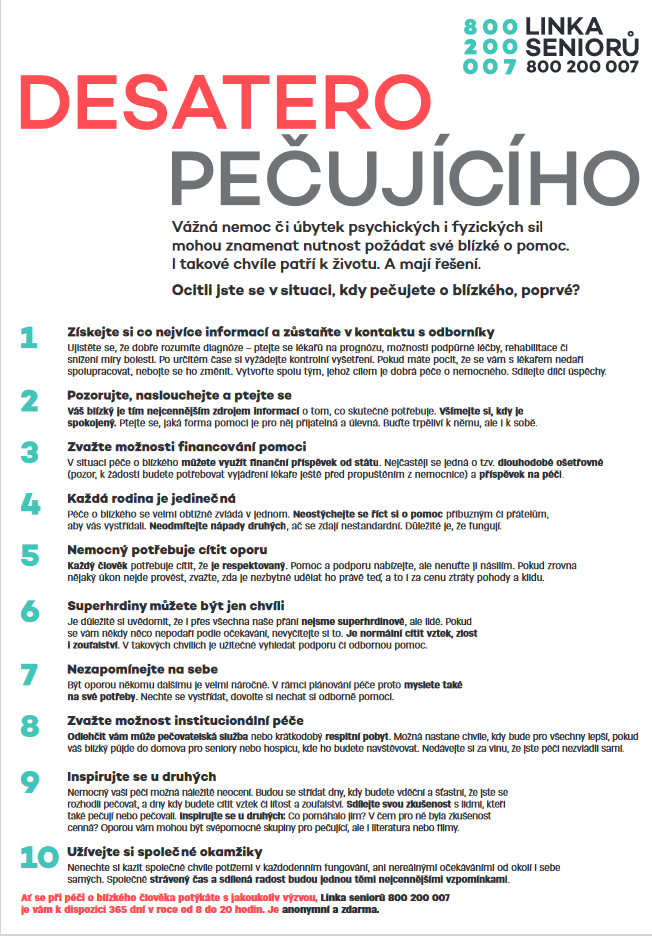 800 LINKA
200 SENIORŮ
007 800 200 007
DESATERO
PEČUJÍCÍHO
Vážná nemoc či úbytek psychických i fyzických sil
mohou znamenat nutnost požádat své blízké o pomoc.
I takové chvíle patří k životu. A mají řešení.
Ocitli jste se v situaci, kdy pečujete o blízkého, poprvé?
1 Získejte si co nejvíce informací a zůstaňte v kontaktu s odborníky
Ujistěte se, že dobře rozumíte diagnóze – ptejte se lékařů na prognózu, možnosti podpůrné léčby, rehabilitace či
snížení míry bolesti. Po určitém čase si vyžádejte kontrolní vyšetření. Pokud máte pocit, že se vám s lékařem nedaří
spolupracovat, nebojte se ho změnit. Vytvořte spolu tým, jehož cílem je dobrá péče o nemocného. Sdílejte dílčí úspěchy.
2 Pozorujte, naslouchejte a ptejte se
Váš blízký je tím nejcennějším zdrojem informací o tom, co skutečně potřebuje. Všímejte si, kdy je
spokojený. Ptejte se, jaká forma pomoci je pro něj přijatelná a úlevná. Buďte trpěliví k němu, ale i k sobě.
3 Zvažte možnosti financování pomoci
V situaci péče o blízkého můžete využít finanční příspěvek od státu. Nejčastěji se jedná o tzv. dlouhodobé ošetřovné
(pozor, k žádosti budete potřebovat vyjádření lékaře ještě před propuštěním z nemocnice) a příspěvek na péči.
4 Každá rodina je jedinečná
Péče o blízkého se velmi obtížně zvládá v jednom. Neostýchejte se říct si o pomoc příbuzným či přátelům,
aby vás vystřídali. Neodmítejte nápady druhých, ač se zdají nestandardní. Důležité je, že fungují.
5 Nemocný potřebuje cítit oporu
Každý člověk potřebuje cítit, že je respektovaný. Pomoc a podporu nabízejte, ale nenuťte ji násilím. Pokud zrovna
nějaký úkon nejde provést, zvažte, zda je nezbytné udělat ho právě teď, a to i za cenu ztráty pohody a klidu.
6 Superhrdiny můžete být jen chvíli
Je důležité si uvědomit, že i přes všechna naše přání nejsme superhrdinové, ale lidé. Pokud
se vám někdy něco nepodaří podle očekávání, nevyčítejte si to. Je normální cítit vztek, zlost
i zoufalství. V takových chvílích je užitečné vyhledat podporu či odbornou pomoc.
7 Nezapomínejte na sebe
Být oporou někomu dalšímu je velmi náročné. V rámci plánování péče proto myslete také
na své potřeby. Nechte se vystřídat, dovolte si nechat si odborně pomoci.
8 Zvažte možnost institucionální péče
Odlehčit vám může pečovatelská služba nebo krátkodobý respitní pobyt. Možná nastane chvíle, kdy bude pro všechny lepší, pokud
váš blízký půjde do domova pro seniory nebo hospicu, kde ho budete navštěvovat. Nedávejte si za vinu, že jste péči nezvládli sami.
9 Inspirujte se u druhých
Nemocný vaši péči možná náležitě neocení. Budou se střídat dny, kdy budete vděční a šťastní, že jste se
rozhodli pečovat, a dny kdy budete cítit vztek či lítost a zoufalství. Sdílejte svou zkušenost s lidmi, kteří
také pečují nebo pečovali. Inspirujte se u druhých: Co pomáhalo jim? V čem pro ně byla zkušenost
cenná? Oporou vám mohou být svépomocné skupiny pro pečující, ale i literatura nebo filmy.
10 Užívejte si společné okamžiky
Nenechte si kazit společné chvíle potížemi v každodenním fungování, ani nereálnými očekáváními od okolí i sebe
samých. Společně strávený čas a sdílená radost budou jednou těmi nejcennějšími vzpomínkami.
Ať se při péči o blízkého člověka potýkáte s jakoukoliv výzvou, Linka seniorů 800 200 007
je vám k dispozici 365 dní v roce od 8 do 20 hodin. Je anonymní a zdarma.